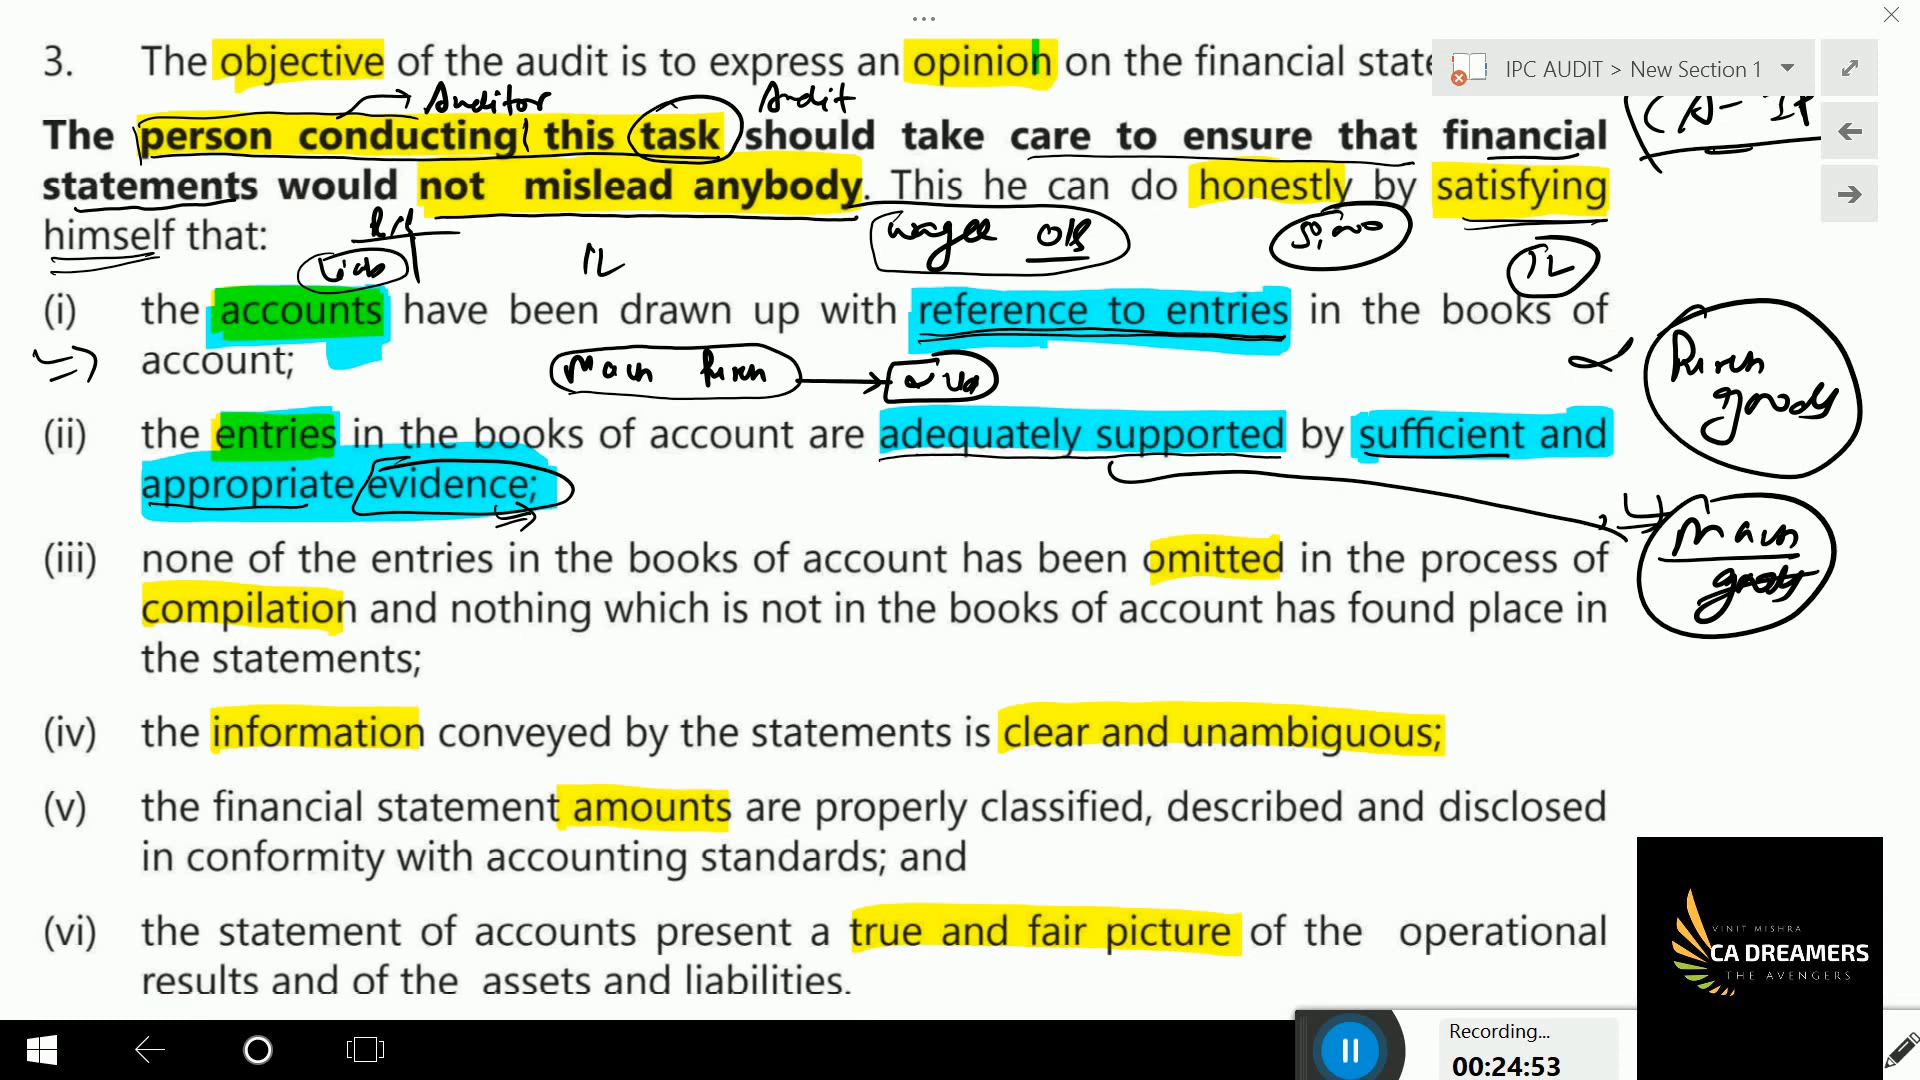 3. The objective of the audit is to express an opinion on the financial state
IPC AUDIT > New Section 1
Auditor Audit
The person conducting this task should take care to ensure that financial
statements would not mislead anybody. This he can do honestly by satisfying
himself that:
wages O/S
(i) the accounts have been drawn up with reference to entries in the books of
account;
goods
(ii) the entries in the books of account are adequately supported by sufficient and
appropriate evidence;
goods
(iii) none of the entries in the books of account has been omitted in the process of
compilation and nothing which is not in the books of account has found place in
the statements;
(iv) the information conveyed by the statements is clear and unambiguous;
(v) the financial statement amounts are properly classified, described and disclosed
in conformity with accounting standards; and
(vi) the statement of accounts present a true and fair picture of the operational
results and of the assets and liabilities.
VINIT MISHRA
CA DREAMERS
THE AVENGERS
Recording...
00:24:53